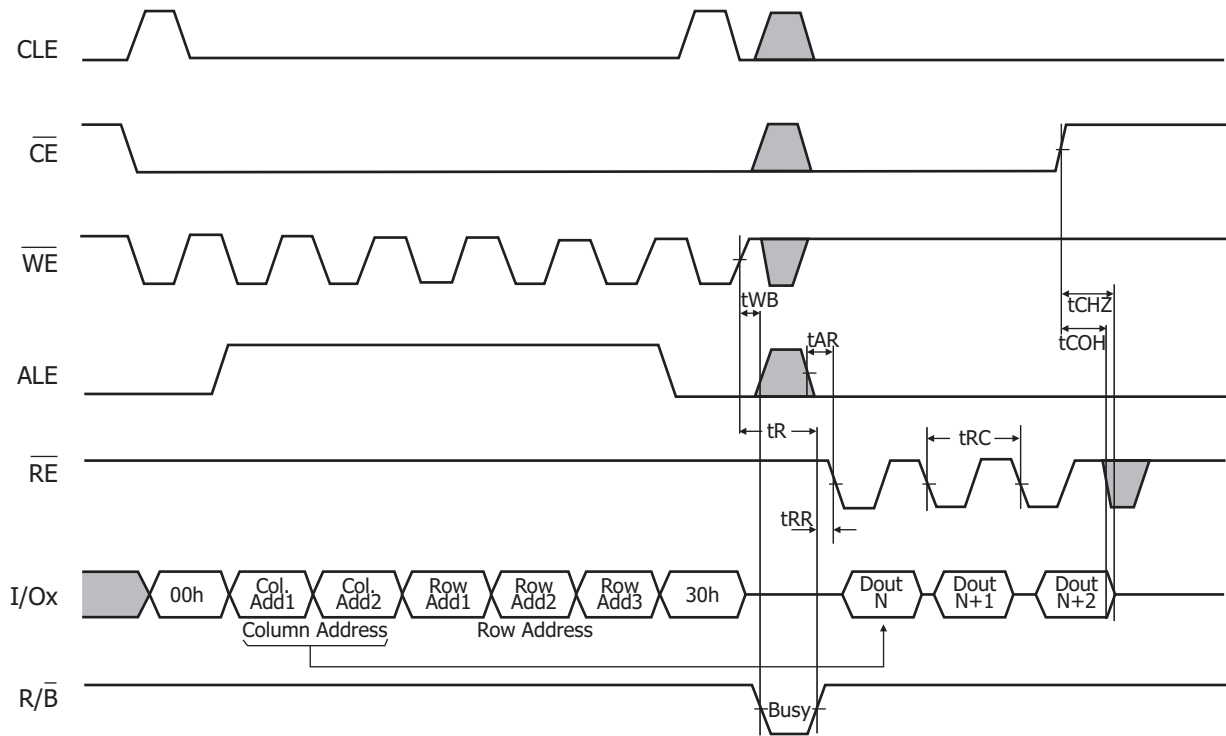 CLE
CE
WE
tWB
tCHZ
tAR
tCOH
ALE
tR
tRC
RE
tRR
I/Ox
00h
Col.
Add1
Col.
Add2
Row
Add1
Row
Add2
Row
Add3
30h
Dout
N
Dout
N+1
Dout
N+2
Column Address
Row Address
R/B
Busy